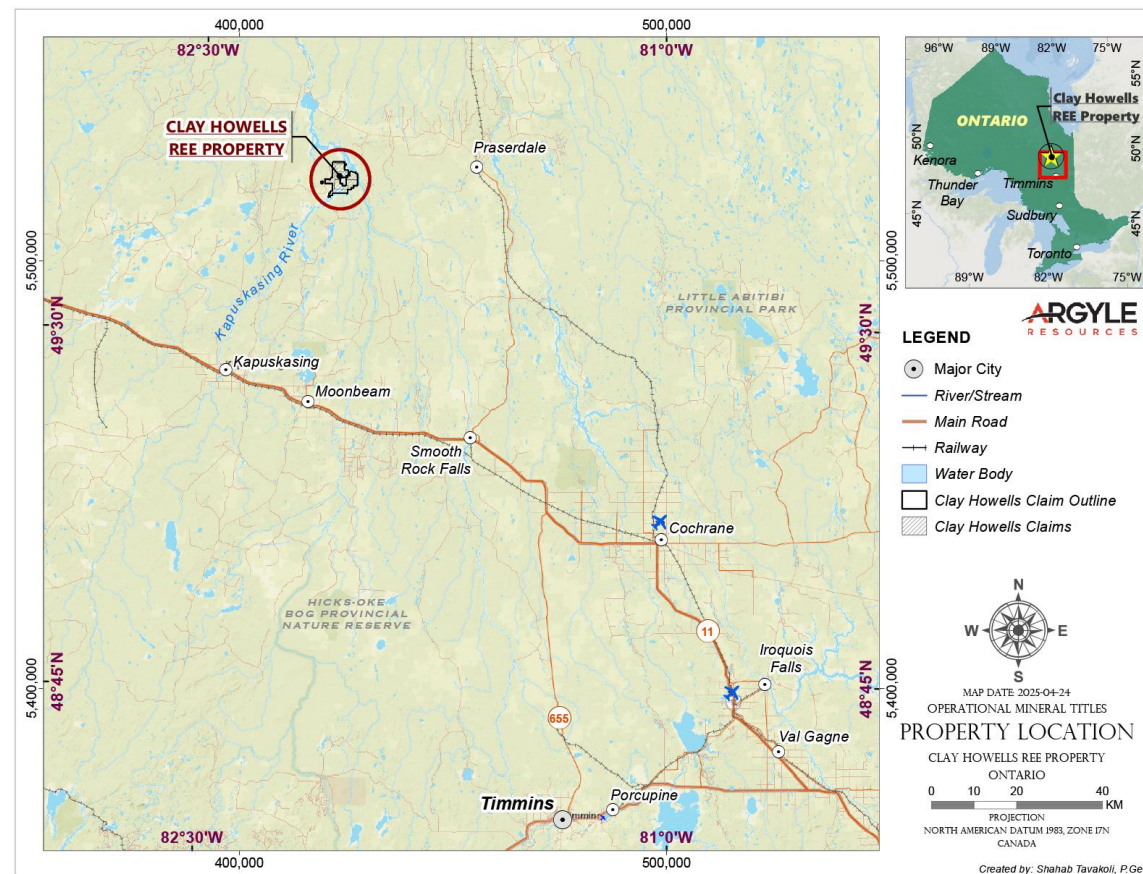 400,000
500,000
82°30'W
81°0'W
CLAY HOWELLS
REE PROPERTY
Praserdale
Kapuskasing River
5,500,000
5,500,000
49°30'N
49°30'N
LITTLE ABITIBI
PROVINCIAL PARK
Kapuskasing
Moonbeam
Smooth
Rock Falls
Cochrane
HICKS-OKE
BOG PROVINCIAL
NATURE RESERVE
11
Iroquois
Falls
5,400,000
5,400,000
48°45'N
48°45'N
655
Val Gagne
Porcupine
Timmins
82°30'W
81°0'W
400,000
500,000
96°W
89°W
82°W
75°W
55°N
Clay Howells
REE Property
ONTARIO
50°N
50°N
Kenora
Thunder
Bay
Timmins
Sudbury
45°N
45°N
Toronto
89°W
82°W
75°W
ARGYLE
RESOURCES
LEGEND
Major City
River/Stream
Main Road
Railway
Water Body
Clay Howells Claim Outline
Clay Howells Claims
N
W
E
S
MAP DATE 2025-04-24
OPERATIONAL MINERAL TITLES
PROPERTY LOCATION
CLAY HOWELLS REE PROPERTY
ONTARIO
0 10 20 40
KM
PROJECTION
NORTH AMERICAN DATUM 1983, ZONE 17N
CANADA
Created by: Shahab Tavakoli, P.Ge